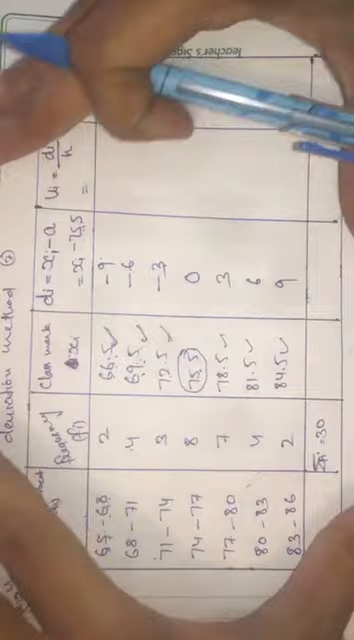 Teacher's Sign
deviation method
frequency (fi) Class mark xi di = xi - a = xi - 75.5 Ui = di/h =
65 - 68 2 66.5 ✓ -9
68 - 71 4 69.5 ✓ -6
71 - 74 3 72.5 ✓ -3
74 - 77 8 75.5 0
77 - 80 7 78.5 ✓ 3
80 - 83 4 81.5 ✓ 6
83 - 86 2 84.5 ✓ 9
Σfi = 30